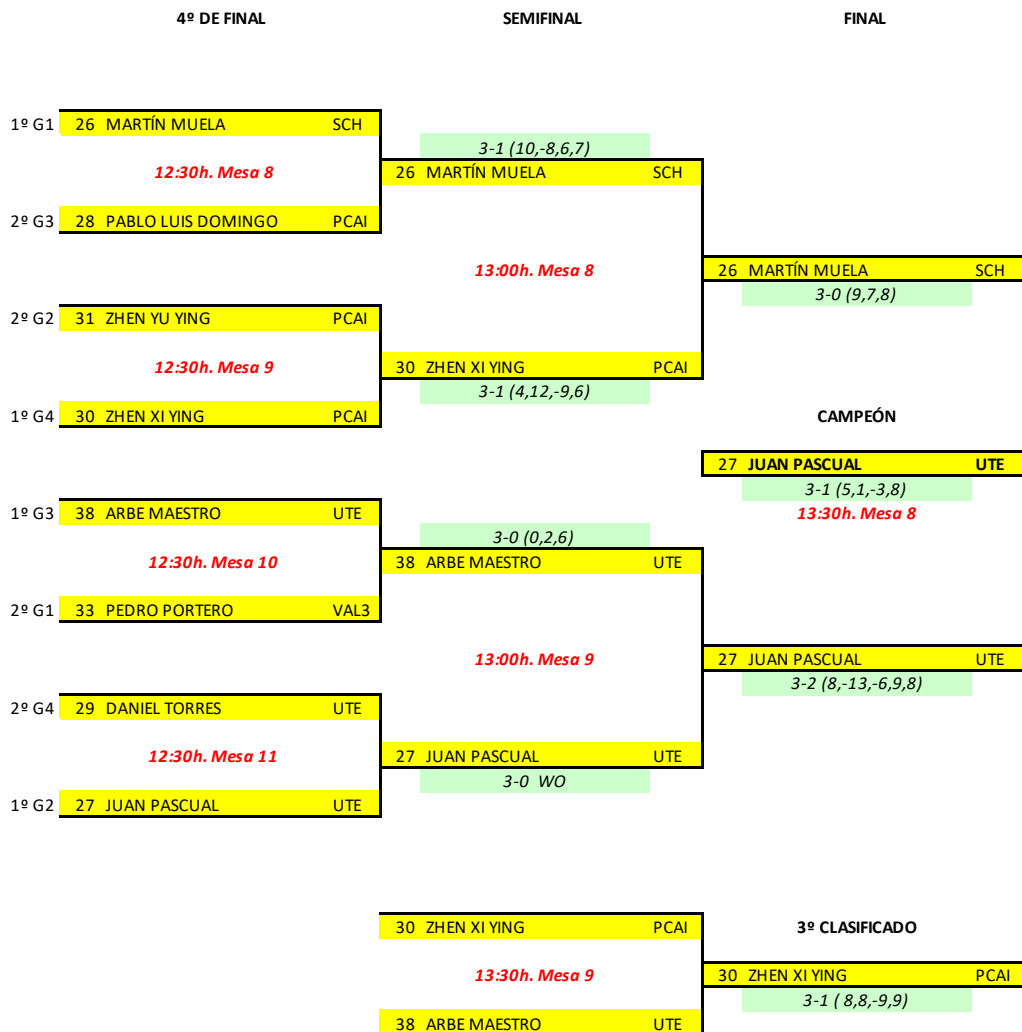 4º DE FINAL SEMIFINAL FINAL
1º G1 26 MARTÍN MUELA SCH
3-1 (10,-8,6,7)
12:30h. Mesa 8 26 MARTÍN MUELA SCH
2º G3 28 PABLO LUIS DOMINGO PCAI
13:00h. Mesa 8 26 MARTÍN MUELA SCH
3-0 (9,7,8)
2º G2 31 ZHEN YU YING PCAI
12:30h. Mesa 9 30 ZHEN XI YING PCAI
3-1 (4,12,-9,6)
1º G4 30 ZHEN XI YING PCAI CAMPEÓN
27 JUAN PASCUAL UTE
3-1 (5,1,-3,8)
1º G3 38 ARBE MAESTRO UTE 13:30h. Mesa 8
3-0 (0,2,6)
12:30h. Mesa 10 38 ARBE MAESTRO UTE
2º G1 33 PEDRO PORTERO VAL3
13:00h. Mesa 9 27 JUAN PASCUAL UTE
3-2 (8,-13,-6,9,8)
2º G4 29 DANIEL TORRES UTE
12:30h. Mesa 11 27 JUAN PASCUAL UTE
3-0 WO
1º G2 27 JUAN PASCUAL UTE
30 ZHEN XI YING PCAI 3º CLASIFICADO
13:30h. Mesa 9 30 ZHEN XI YING PCAI
3-1 ( 8,8,-9,9)
38 ARBE MAESTRO UTE